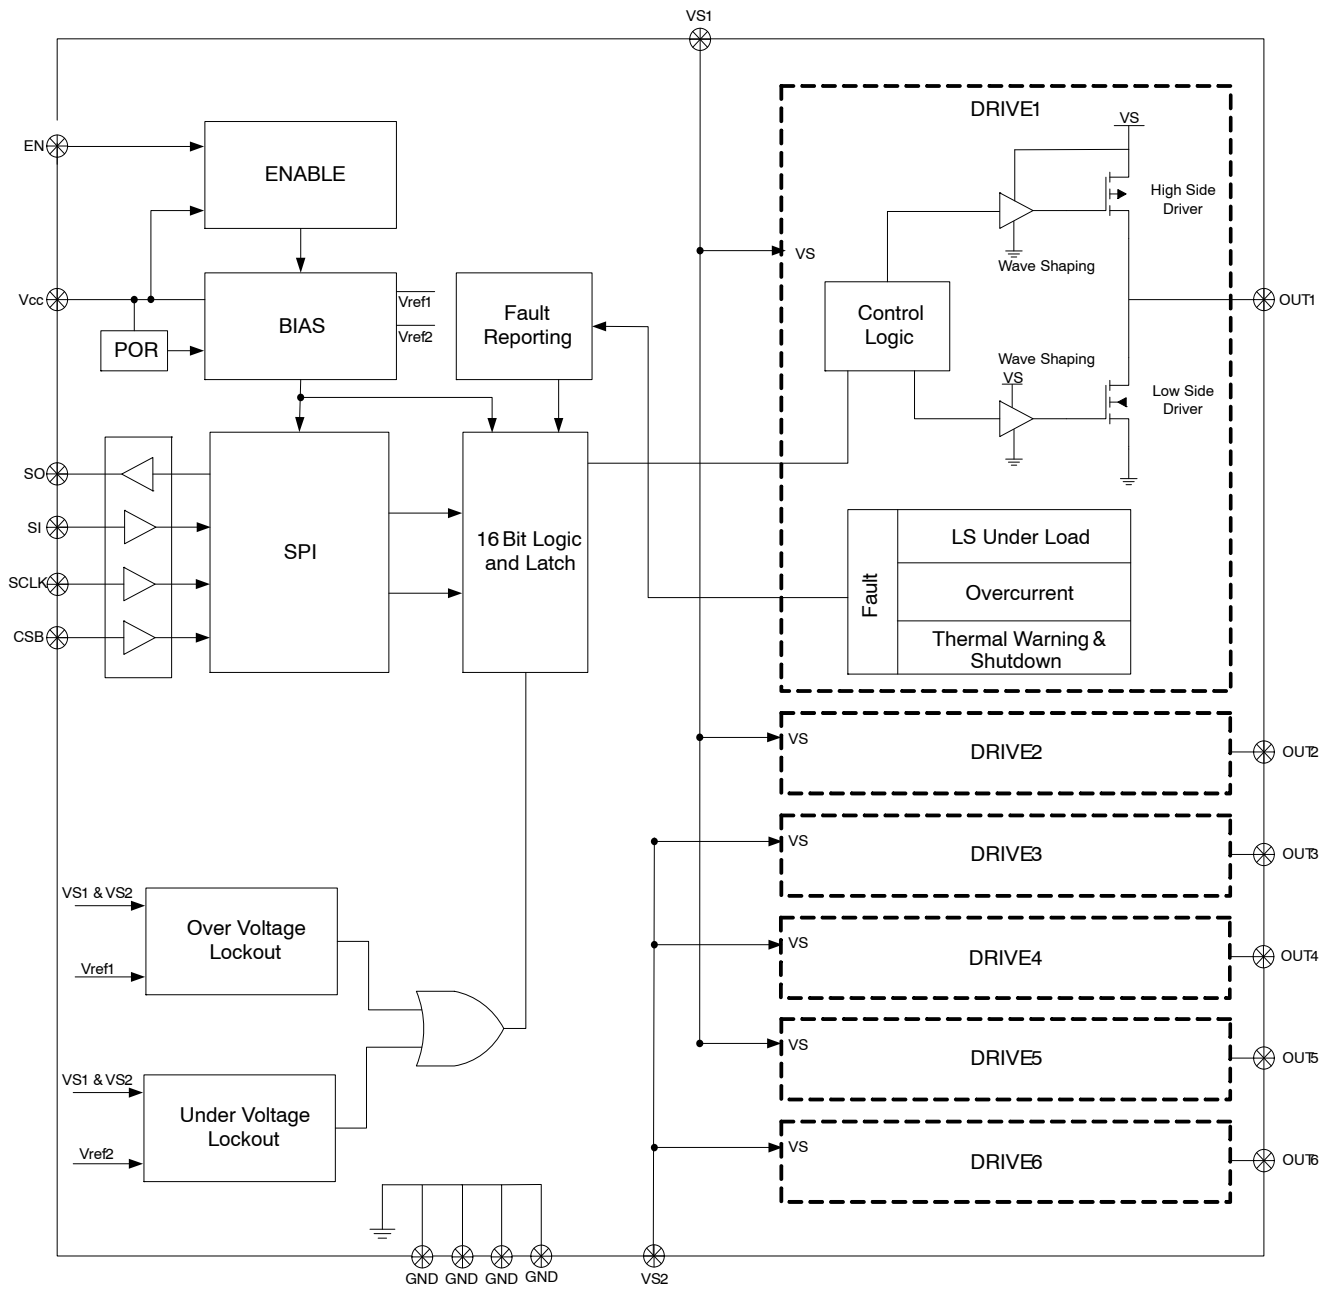 VS1
DRIVE1
VS
EN
ENABLE
High Side
Driver
VS
Wave Shaping
Vcc
Vref1
OUT1
BIAS
Fault
Reporting
Control
Logic
Vref2
POR
Wave Shaping
VS
Low Side
Driver
SO
SI
16 Bit Logic
and Latch
LS Under Load
SPI
SCLK
Fault
Overcurrent
CSB
Thermal Warning &
Shutdown
VS
DRIVE2
OUT2
VS
DRIVE3
OUT3
VS1 & VS2
Over Voltage
Lockout
VS
DRIVE4
OUT4
Vref1
VS
DRIVE5
OUT5
VS1 & VS2
Under Voltage
Lockout
Vref2
VS
DRIVE6
OUT6
GND
GND
GND
GND
VS2